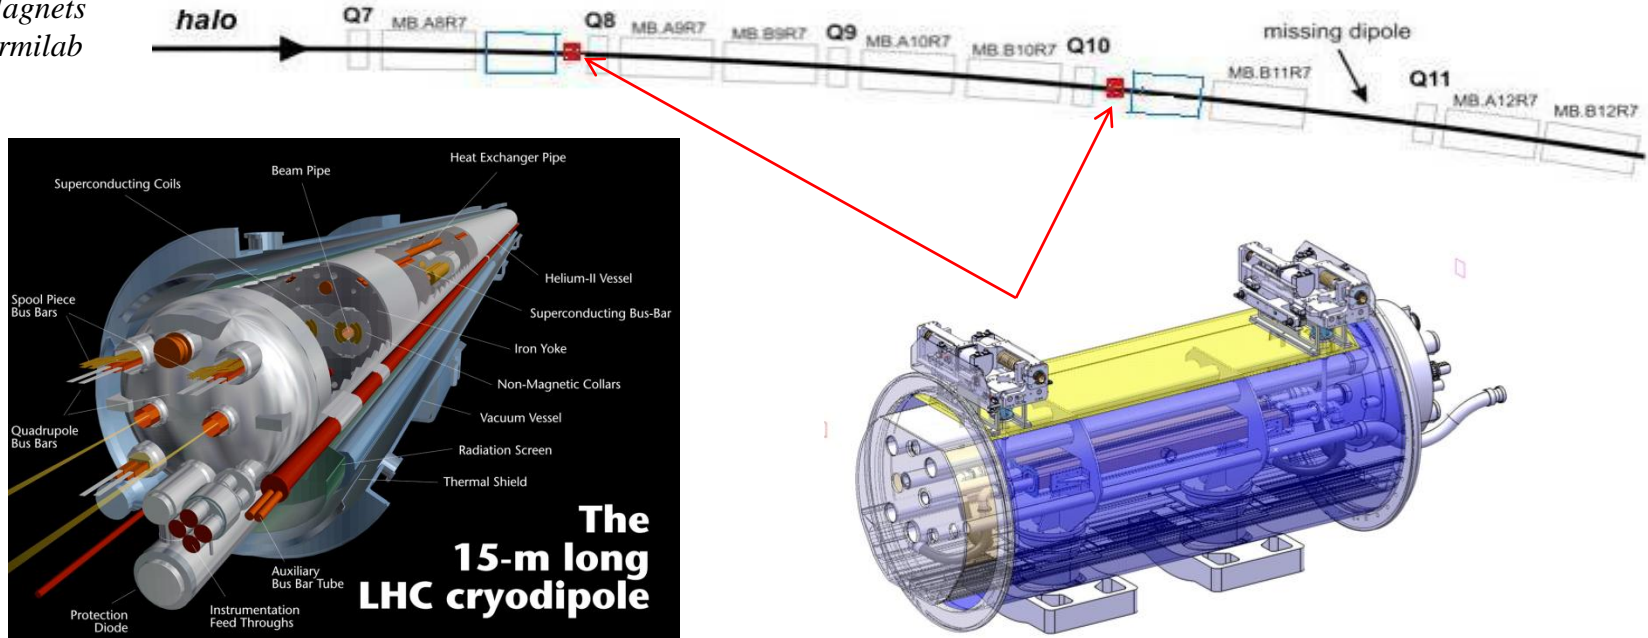 agnets
rmilab
halo
Q7
MB.A8R7
Q8
MB.A9R7
MB.B9R7
Q9
MB.A10R7
MB.B10R7
Q10
MB.B11R7
missing dipole
Q11
MB.A12R7
MB.B12R7
Superconducting Coils
Beam Pipe
Heat Exchanger Pipe
Helium-II Vessel
Spool Piece
Bus Bars
Superconducting Bus-Bar
Iron Yoke
Non-Magnetic Collars
Vacuum Vessel
Quadrupole
Bus Bars
Radiation Screen
Thermal Shield
The
15-m long
LHC cryodipole
Auxiliary
Bus Bar Tube
Protection
Diode
Instrumentation
Feed Throughs